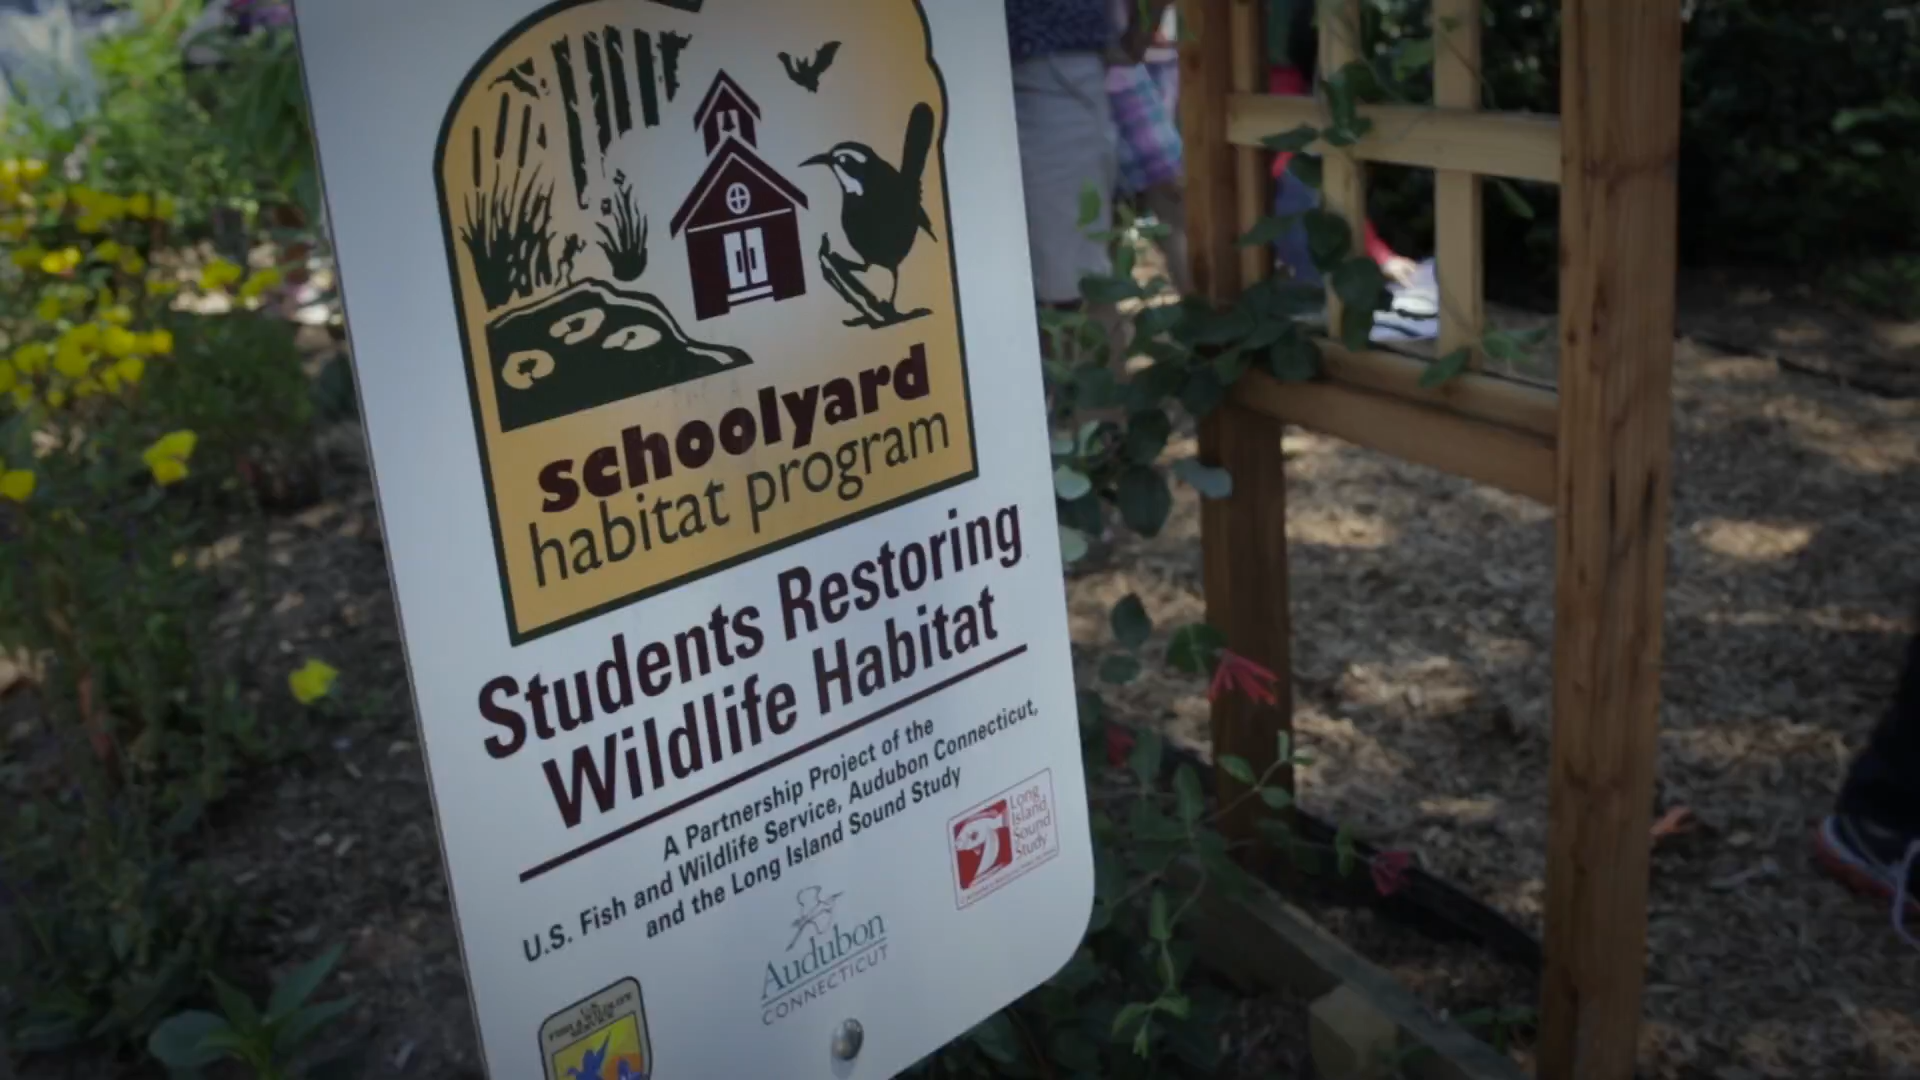 schoolyard
habitat program
Students Restoring
Wildlife Habitat
A Partnership Project of the
U.S. Fish and Wildlife Service, Audubon Connecticut,
and the Long Island Sound Study
Long
Island
Sound
Study
Audubon
CONNECTICUT